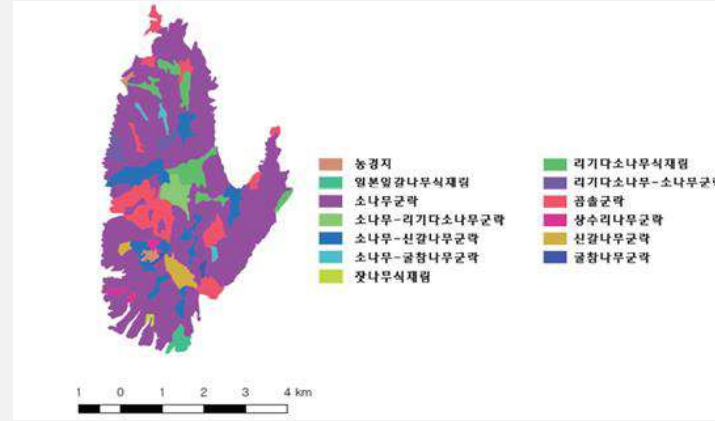 농경지
일본잎갈나무식재림
소나무군락
소나무-리기다소나무군락
소나무-신갈나무군락
소나무-굴참나무군락
잣나무식재림
리기다소나무식재림
리기다소나무-소나무군락
곰솔군락
상수리나무군락
신갈나무군락
굴참나무군락
1 0 1 2 3 4 km